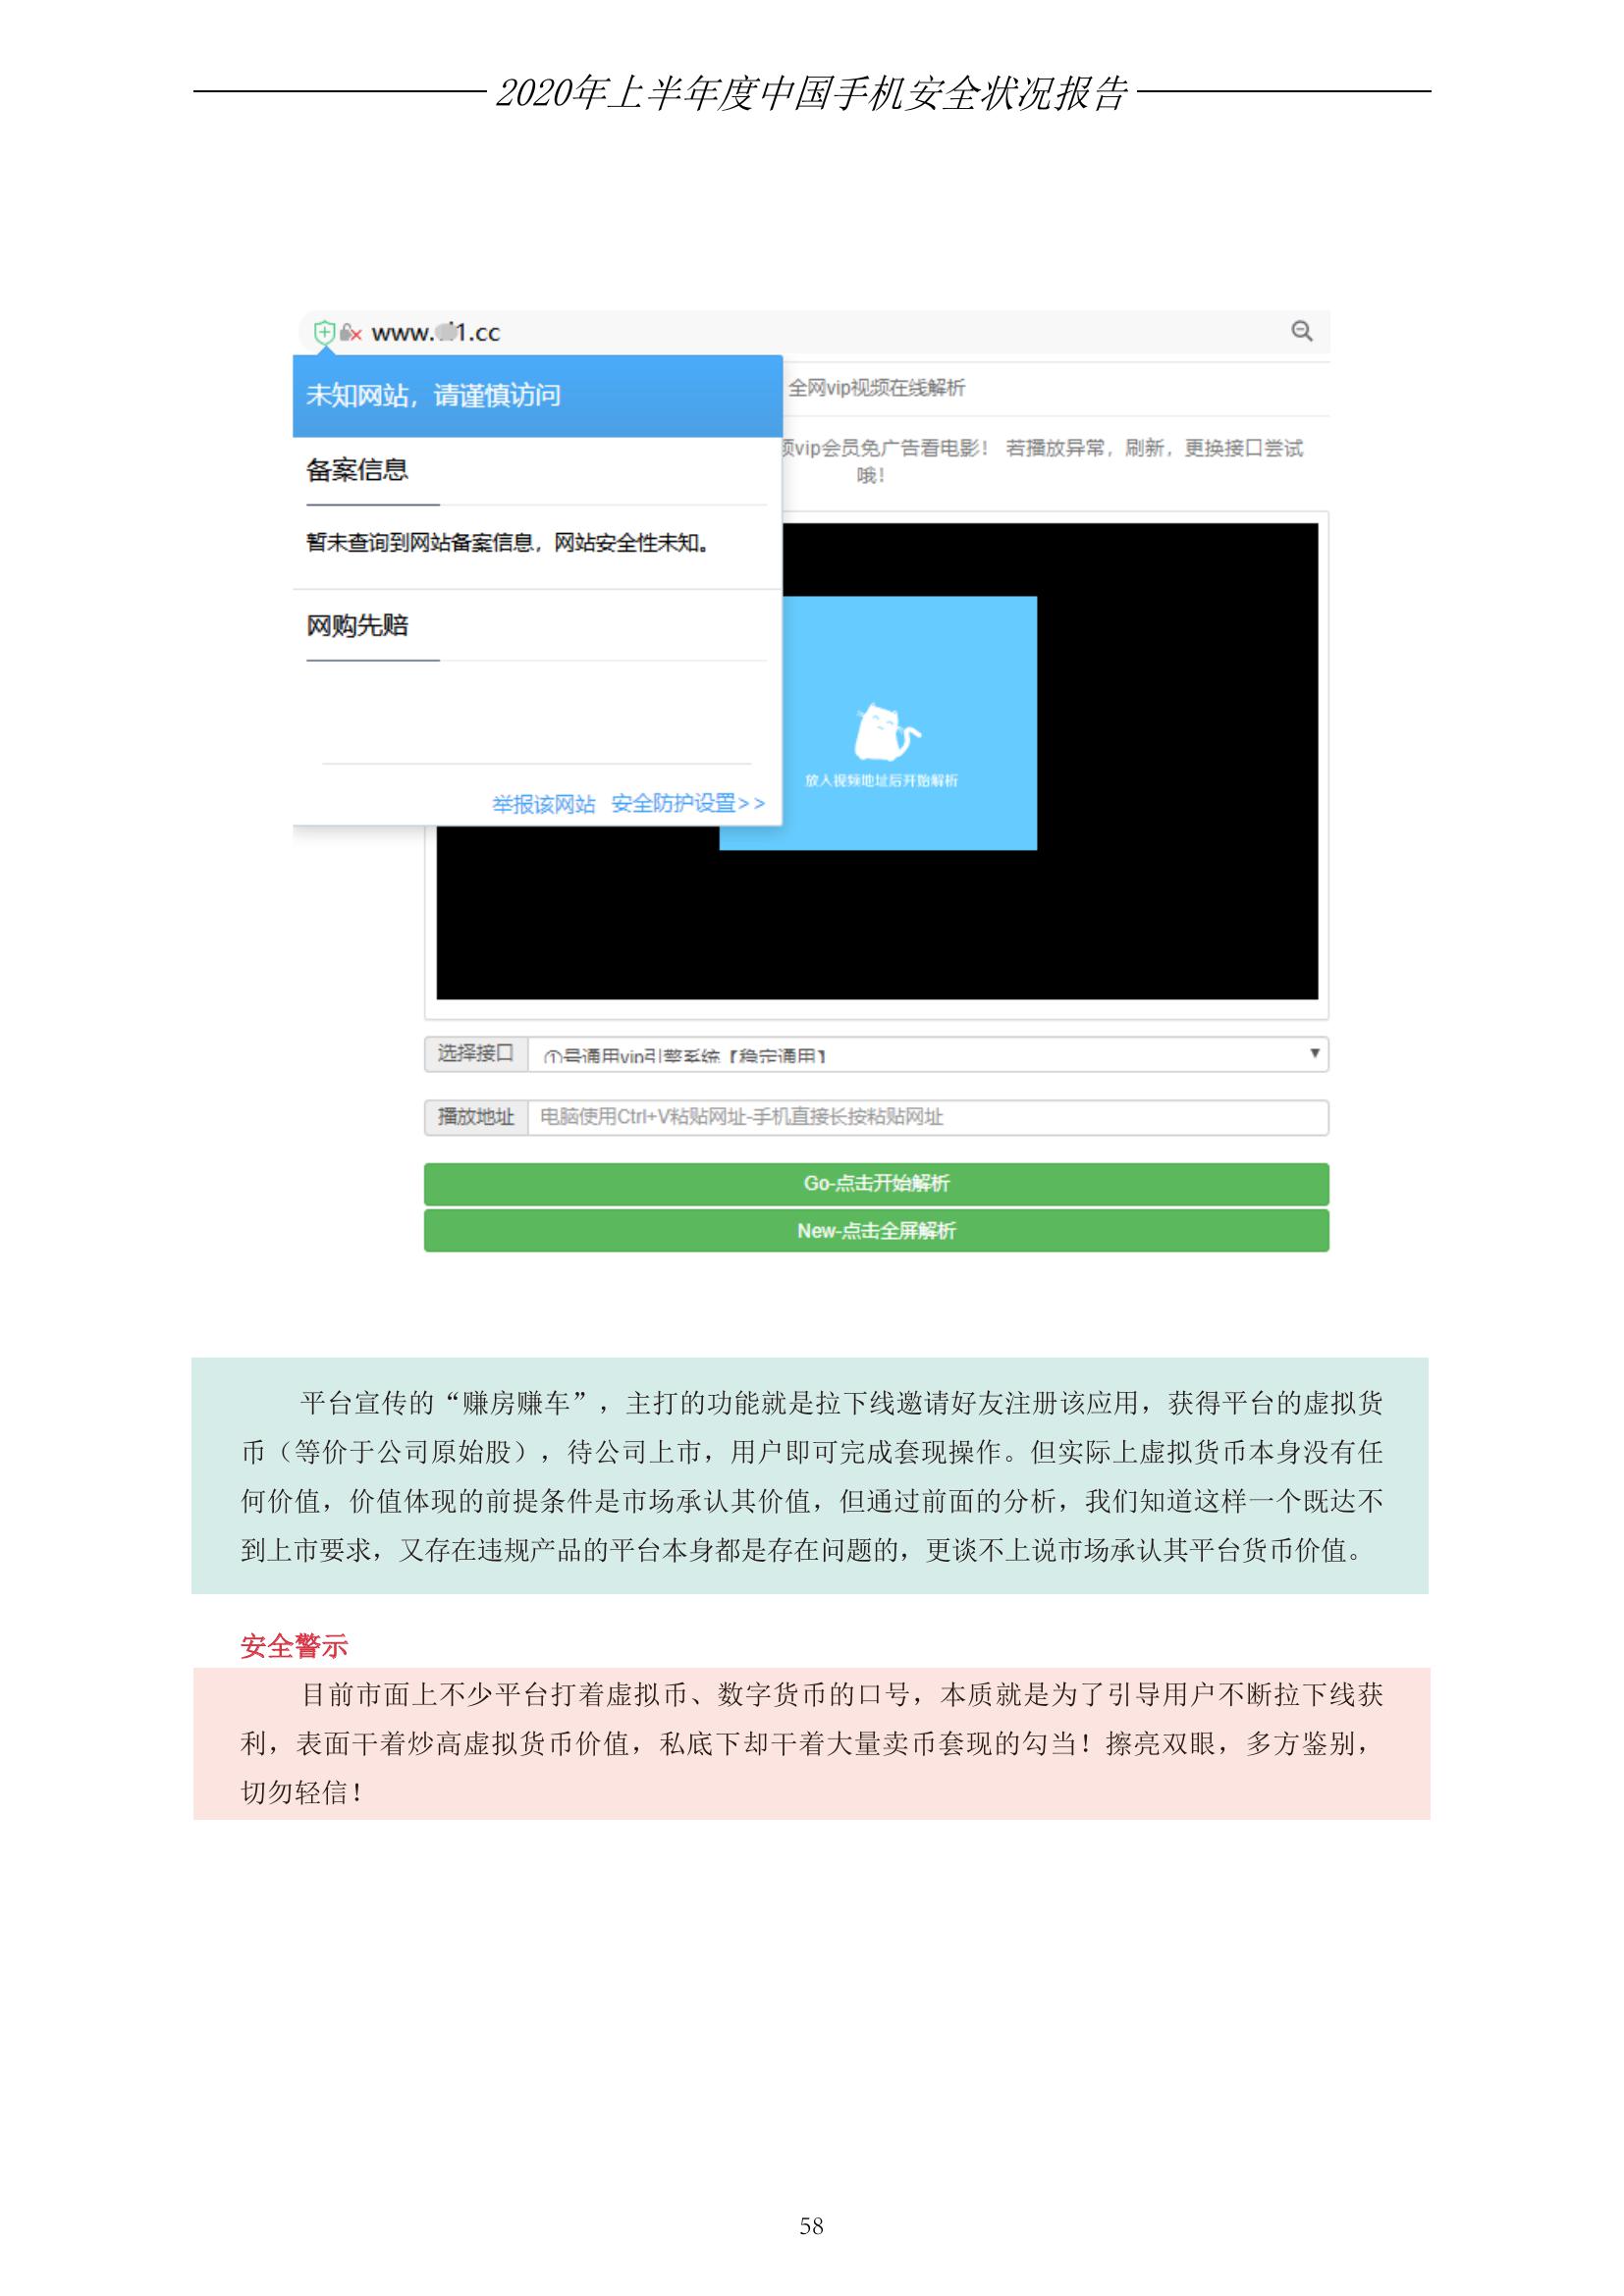 2020年上半年度中国手机安全状况报告
www. 1.cc
未知网站，请谨慎访问
全网vip视频在线解析
备案信息
vip会员免广告看电影！ 若播放异常，刷新，更换接口尝试
哦！
暂未查询到网站备案信息，网站安全性未知。
网购先赔
放入视频地址后开始解析
举报该网站 安全防护设置>>
选择接口 ①号通用vip引擎系统【稳定通用】
播放地址 电脑使用Ctrl+V粘贴网址-手机直接长按粘贴网址
Go-点击开始解析
New-点击全屏解析
平台宣传的“赚房赚车”，主打的功能就是拉下线邀请好友注册该应用，获得平台的虚拟货
币（等价于公司原始股），待公司上市，用户即可完成套现操作。但实际上虚拟货币本身没有任
何价值，价值体现的前提条件是市场承认其价值，但通过前面的分析，我们知道这样一个既达不
到上市要求，又存在违规产品的平台本身都是存在问题的，更谈不上说市场承认其平台货币价值。
安全警示
目前市面上不少平台打着虚拟币、数字货币的口号，本质就是为了引导用户不断拉下线获
利，表面干着炒高虚拟货币价值，私底下却干着大量卖币套现的勾当！擦亮双眼，多方鉴别，
切勿轻信！
58